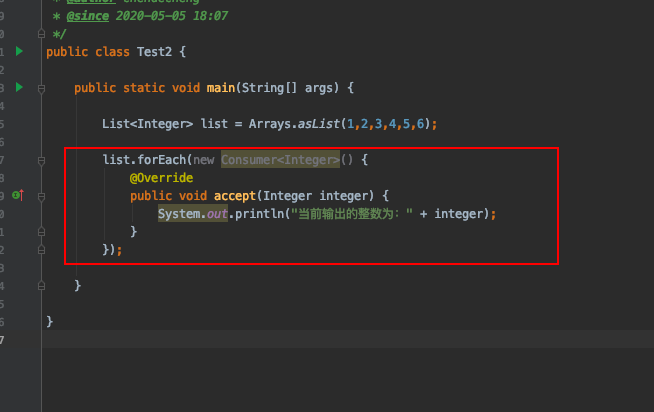 * @since 2020-05-05 18:07
*/
public class Test2 {
public static void main(String[] args) {
List<Integer> list = Arrays.asList(1,2,3,4,5,6);
list.forEach(new Consumer<Integer>() {
@Override
public void accept(Integer integer) {
System.out.println("当前输出的整数为：" + integer);
}
});
}
}